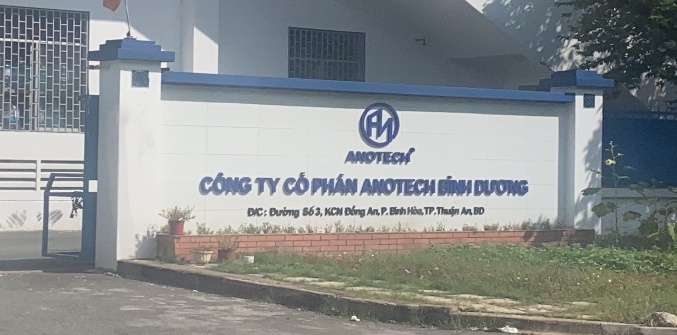 AN
ANOTECH
CÔNG TY CỔ PHẦN ANOTECH BÌNH DƯƠNG
Đ/C: Đường Số 3, KCN Đồng An, P. Bình Hòa, TP. Thuận An, BD